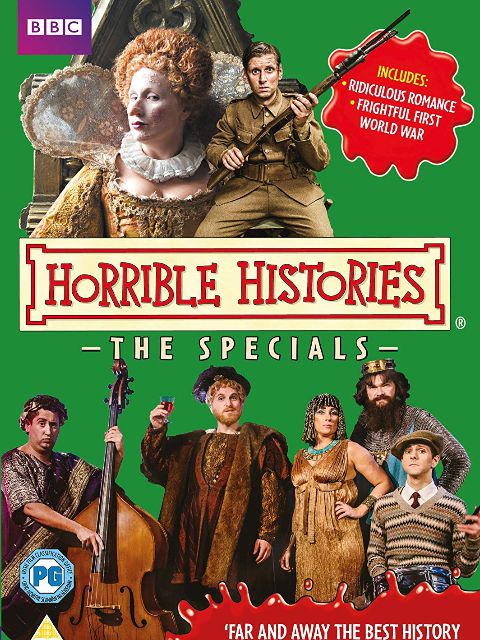 BBC
INCLUDES:
• RIDICULOUS ROMANCE
• FRIGHTFUL FIRST
WORLD WAR
HORRIBLE HISTORIES
®
– THE SPECIALS –
PG
'FAR AND AWAY THE BEST HISTORY